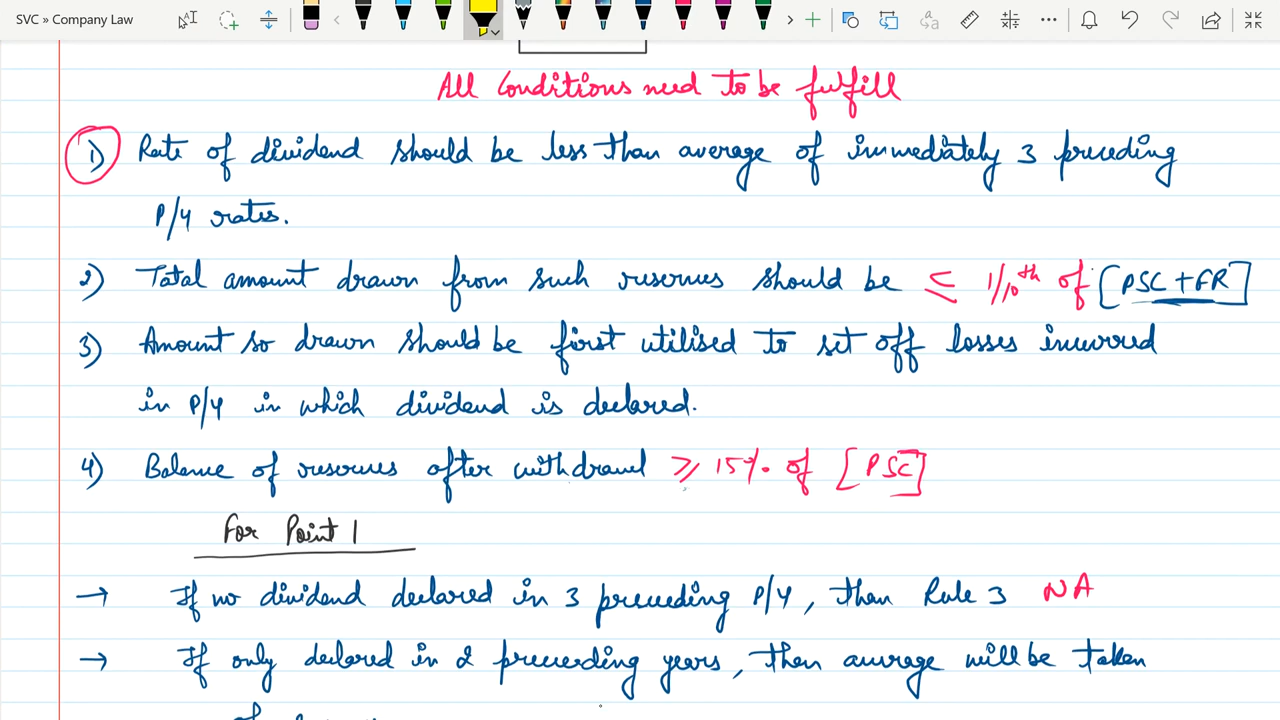 SVC » Company Law
All Conditions need to be fulfill
1) Rate of dividend should be less than average of immediately 3 preceding
P/Y rates.
2) Total amount drawn from such reserves should be ≤ 1/10th of [PSC + FR]
3) Amount so drawn should be first utilised to set off losses incurred
in P/Y in which dividend is declared.
4) Balance of reserves after withdrawl ≥ 15% of [PSC]
For Point 1
→ If no dividend declared in 3 preceding P/Y, then Rule 3 NA
→ If only declared in 2 preceding years, then average will be taken
of